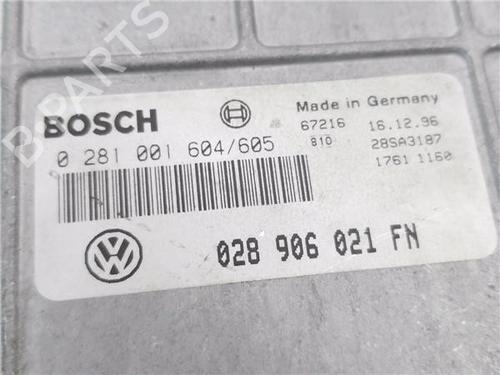 BOSCH
Made in Germany
67216 16.12.96
0 281 001 604/605
810 28SA3187
1761 1160
028 906 021 FN